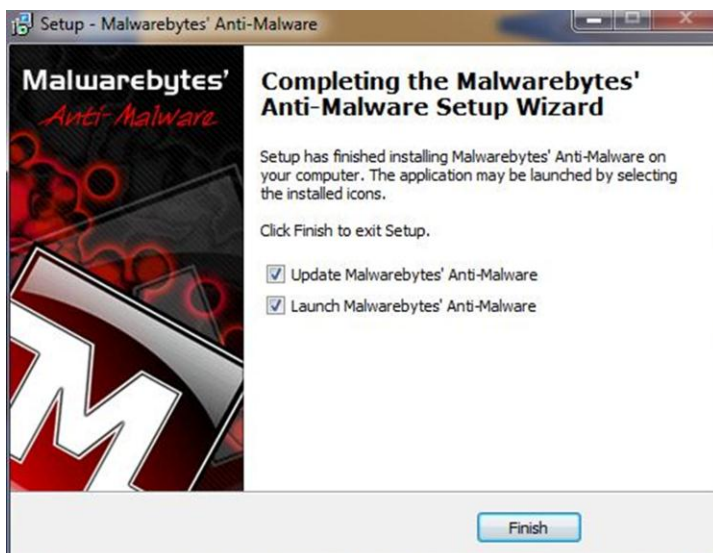 Setup - Malwarebytes' Anti-Malware
Malwarebytes'
Anti-Malware
Completing the Malwarebytes'
Anti-Malware Setup Wizard
Setup has finished installing Malwarebytes' Anti-Malware on
your computer. The application may be launched by selecting
the installed icons.
Click Finish to exit Setup.
Update Malwarebytes' Anti-Malware
Launch Malwarebytes' Anti-Malware
Finish